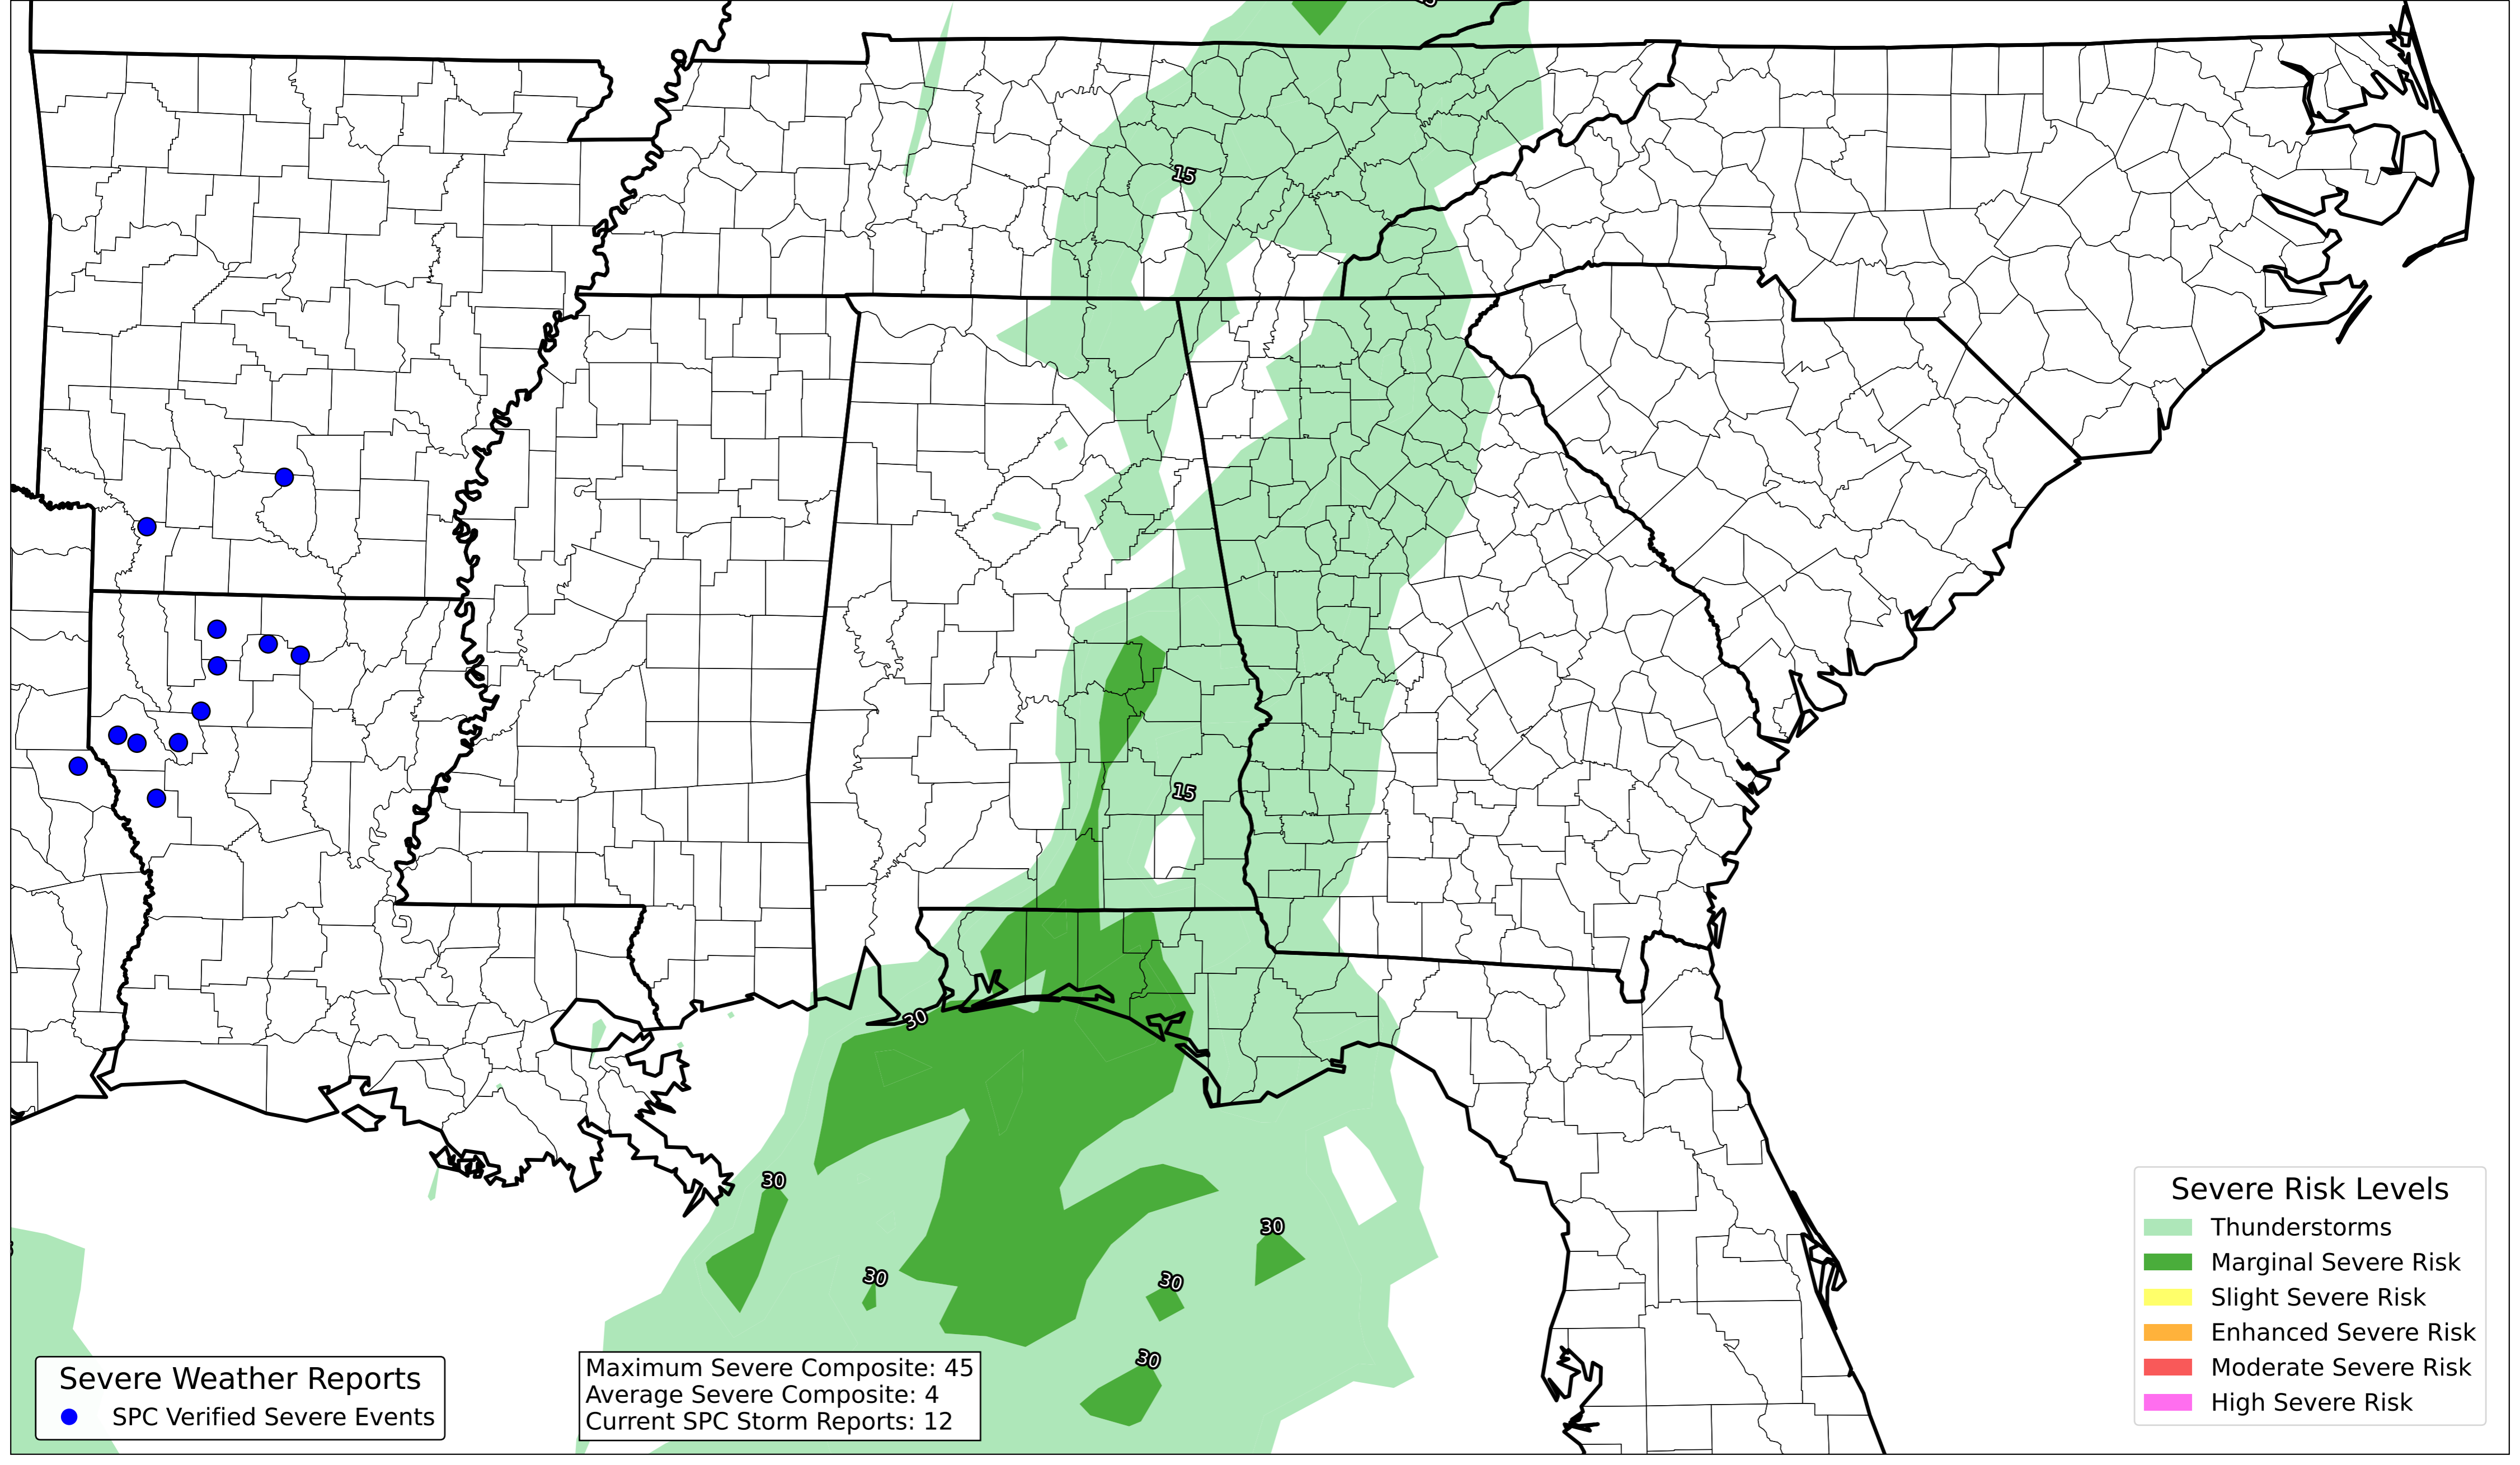 15
15
30
30
30
30
30
30
Severe Weather Reports
SPC Verified Severe Events
Maximum Severe Composite: 45
Average Severe Composite: 4
Current SPC Storm Reports: 12
Severe Risk Levels
Thunderstorms
Marginal Severe Risk
Slight Severe Risk
Enhanced Severe Risk
Moderate Severe Risk
High Severe Risk